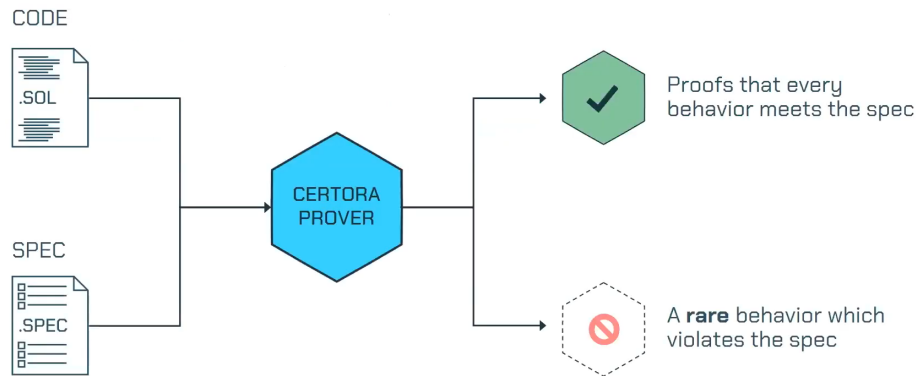 CODE
.SOL
SPEC
.SPEC
CERTORA
PROVER
Proofs that every
behavior meets the spec
A rare behavior which
violates the spec